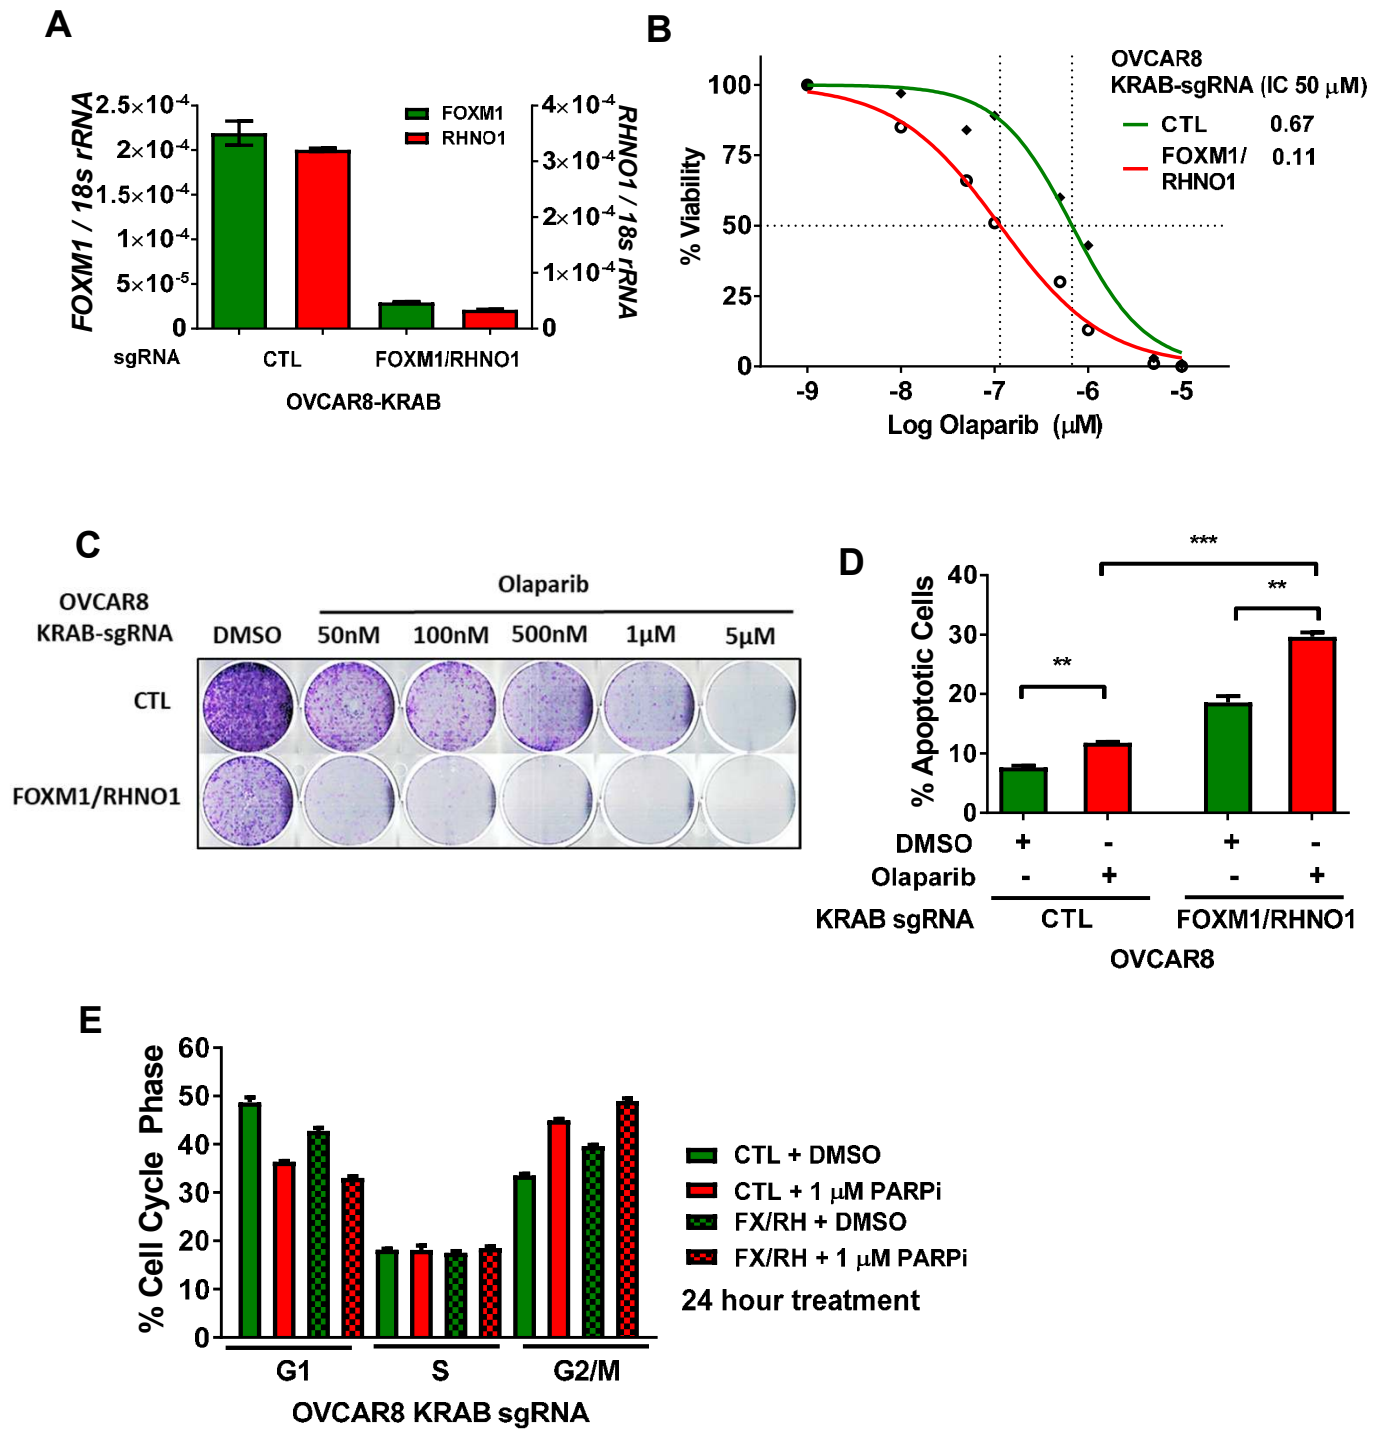 A
2.5×10-4
2×10-4
1.5×10-4
1×10-4
5×10-5
0
FOXM1 / 18s rRNA
FOXM1
RHNO1
4×10-4
3×10-4
2×10-4
1×10-4
0
RHNO1 / 18s rRNA
sgRNA
CTL
FOXM1/RHNO1
OVCAR8-KRAB
B
% Viability
100
75
50
25
0
-9
-8
-7
-6
-5
Log Olaparib (μM)
OVCAR8
KRAB-sgRNA (IC 50 μM)
CTL 0.67
FOXM1/ 0.11
RHNO1
C
OVCAR8
KRAB-sgRNA
Olaparib
DMSO 50nM 100nM 500nM 1μM 5μM
CTL
FOXM1/RHNO1
D
% Apoptotic Cells
40
30
20
10
0
**
***
**
DMSO + - + -
Olaparib - + - +
KRAB sgRNA CTL FOXM1/RHNO1
OVCAR8
E
% Cell Cycle Phase
60
50
40
30
20
10
0
G1
S
G2/M
OVCAR8 KRAB sgRNA
CTL + DMSO
CTL + 1 μM PARPi
FX/RH + DMSO
FX/RH + 1 μM PARPi
24 hour treatment